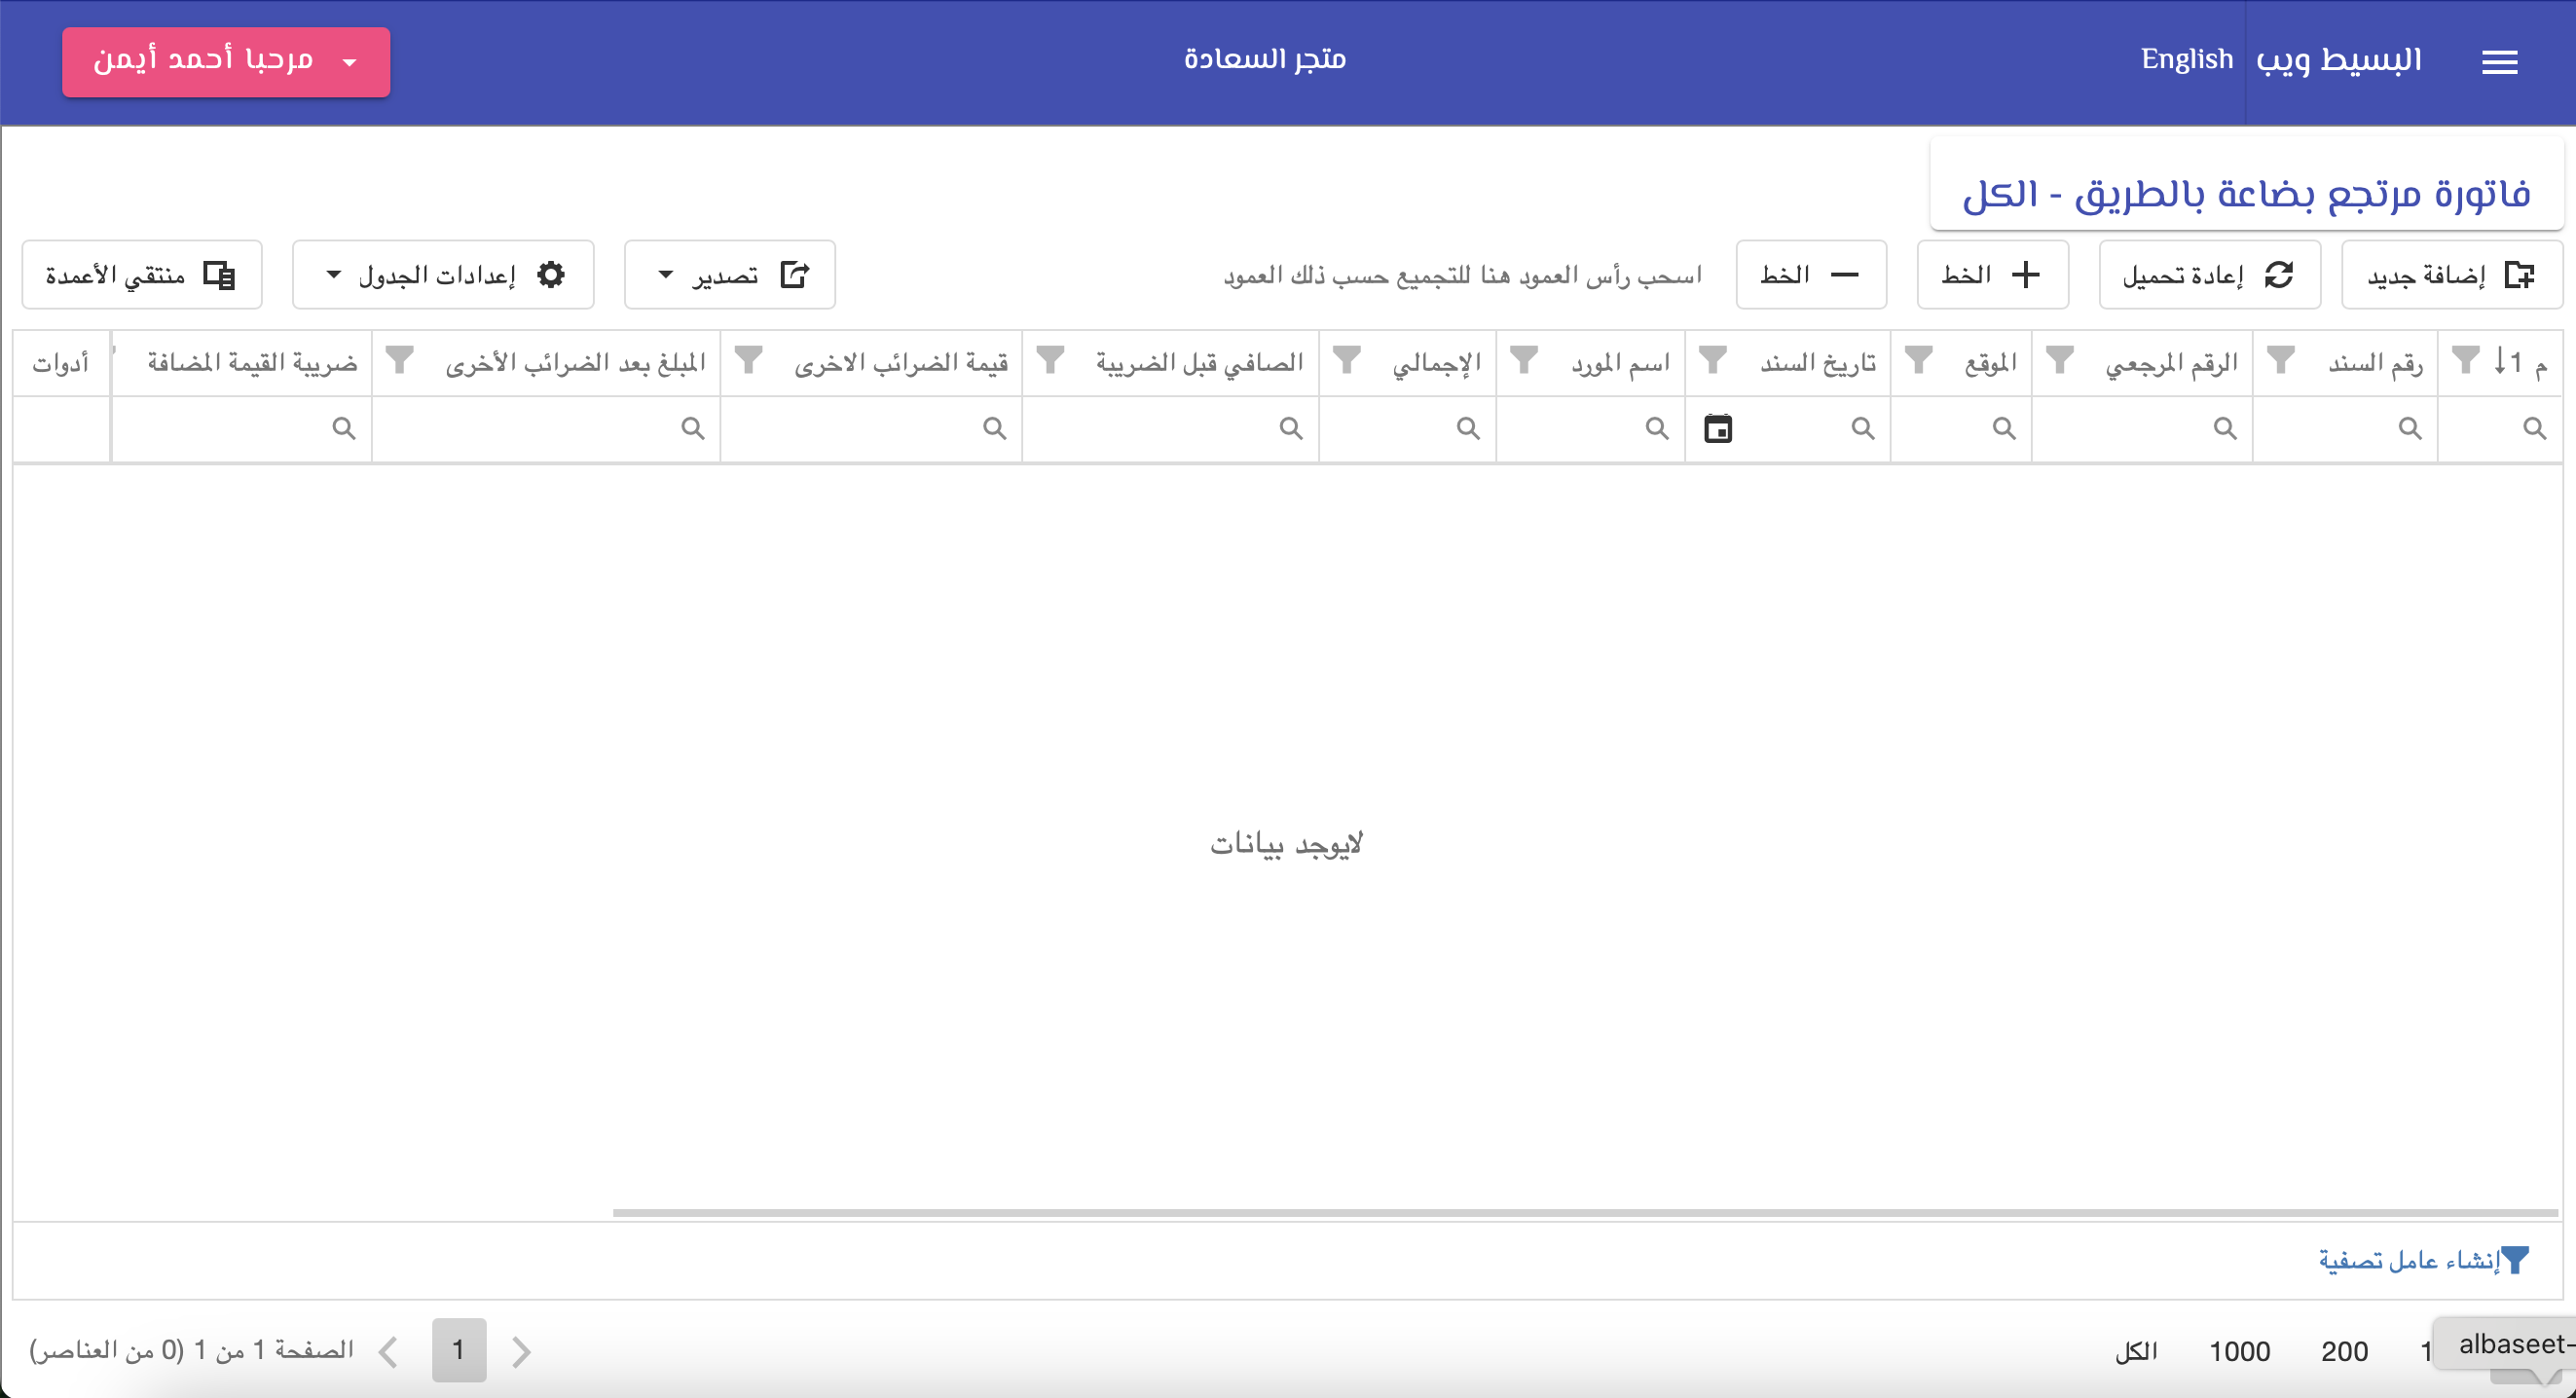 البسيط ويب English متجر السعادة مرحبا أحمد أيمن
فاتورة مرتجع بضاعة بالطريق - الكل
إضافة جديد إعادة تحميل الخط الخط اسحب رأس العمود هنا للتجميع حسب ذلك العمود تصدير إعدادات الجدول منتقي الأعمدة
م 1 رقم السند الرقم المرجعي الموقع تاريخ السند اسم المورد الإجمالي الصافي قبل الضريبة قيمة الضرائب الاخرى المبلغ بعد الضرائب الأخرى ضريبة القيمة المضافة أدوات
لايوجد بيانات
إنشاء عامل تصفية
albaseet- 200 1000 الكل 1 الصفحة 1 من 1 (0 من العناصر)